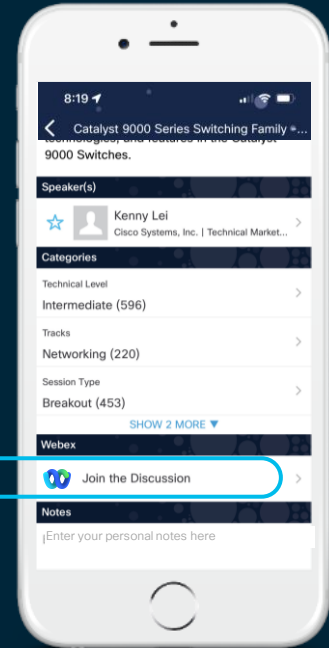 8:19
Catalyst 9000 Series Switching Family ...
technologies, and features in the Catalyst
9000 Switches.
Speaker(s)
Kenny Lei
Cisco Systems, Inc. | Technical Market...
Categories
Technical Level
Intermediate (596)
Tracks
Networking (220)
Session Type
Breakout (453)
SHOW 2 MORE ▼
Webex
Join the Discussion
Notes
Enter your personal notes here